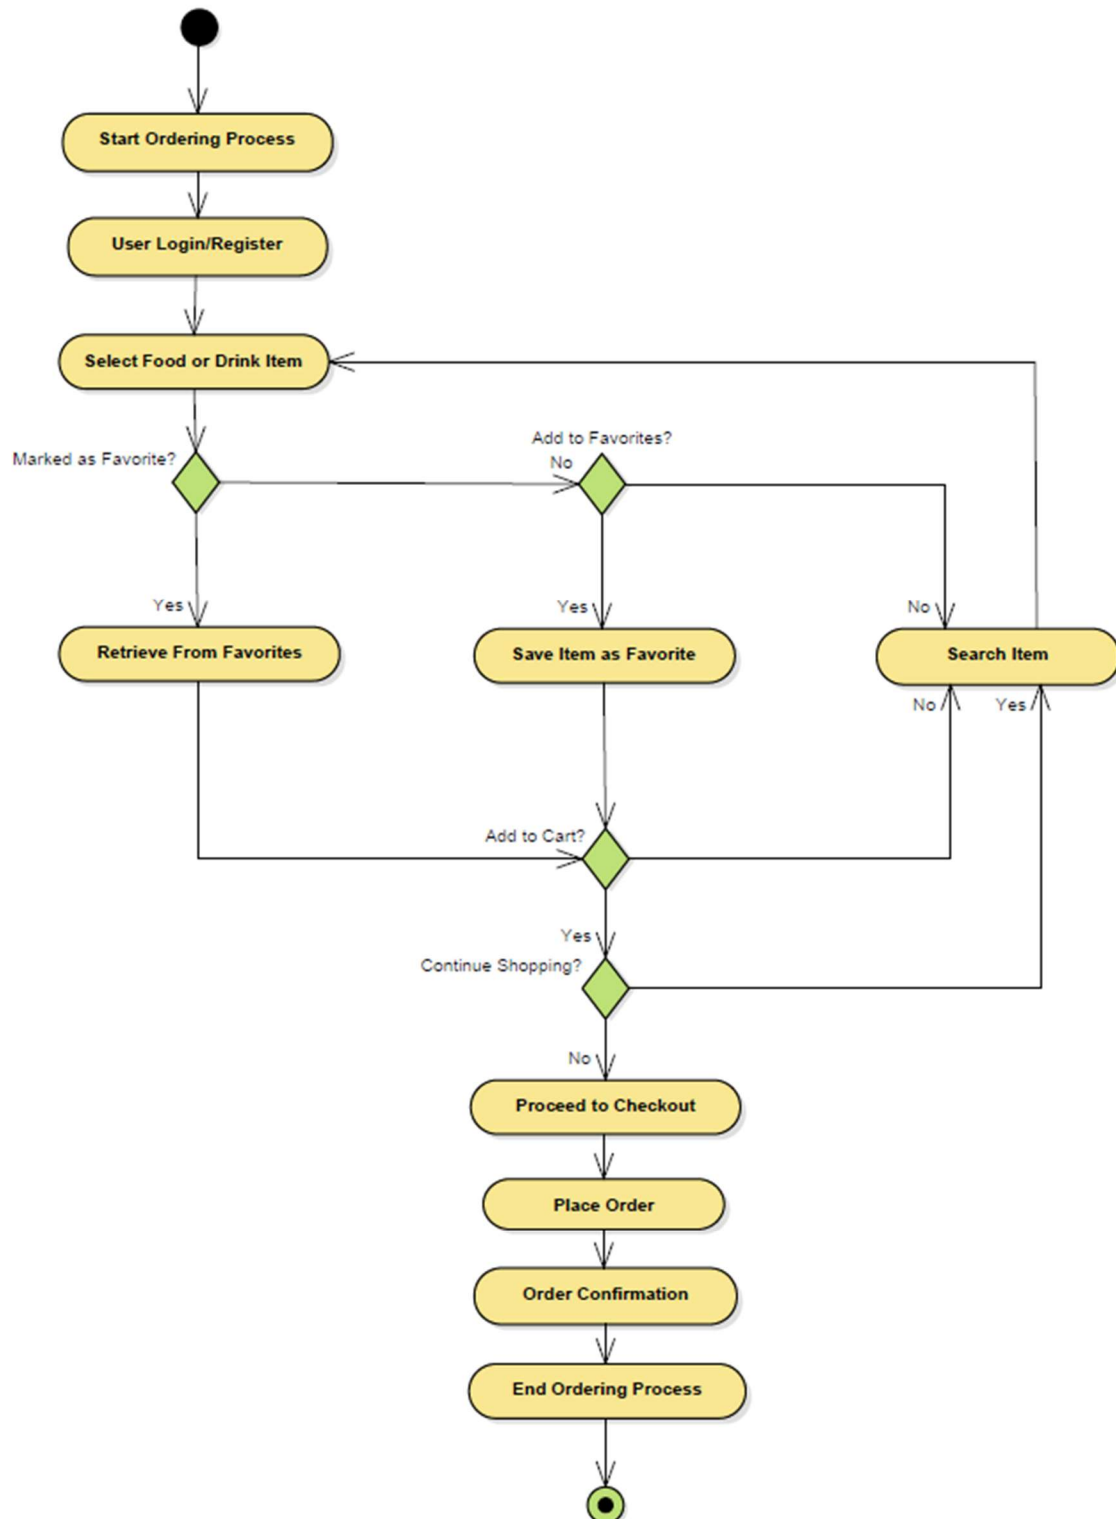 Start Ordering Process
User Login/Register
Select Food or Drink Item
Add to Favorites?
Marked as Favorite?
No
Yes
Yes
No
Retrieve From Favorites
Save Item as Favorite
Search Item
No
Yes
Add to Cart?
Yes
Continue Shopping?
No
Proceed to Checkout
Place Order
Order Confirmation
End Ordering Process